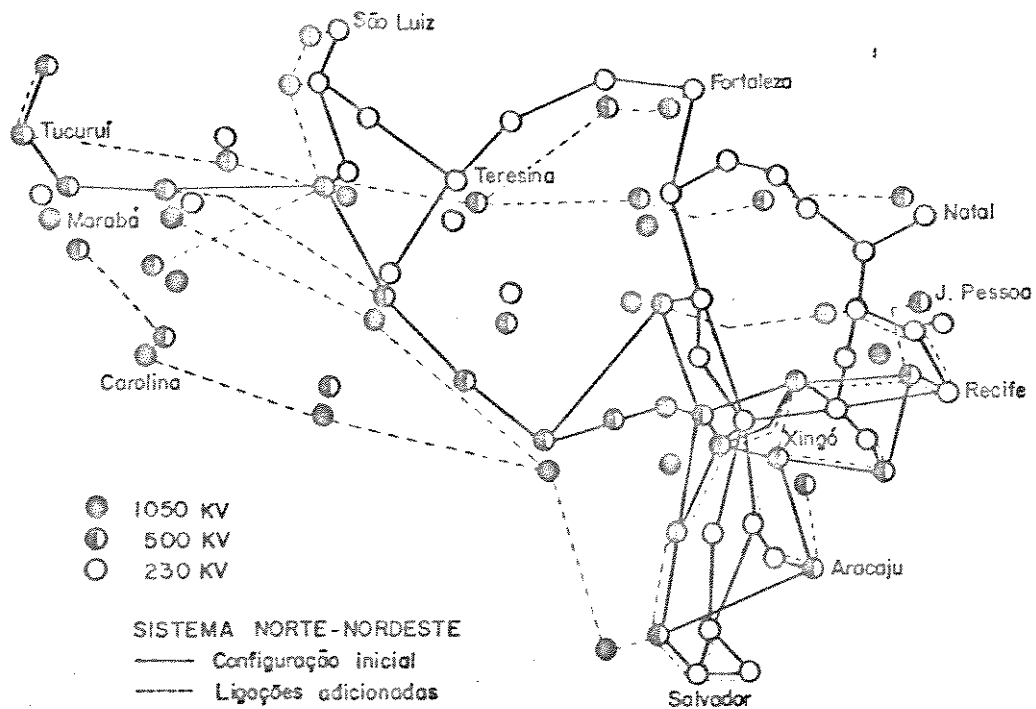 São Luiz
Fortaleza
Tucuruí
Teresina
Marabá
Natal
J. Pessoa
Carolina
Recife
Xingó
1050 KV
500 KV
230 KV
Aracaju
SISTEMA NORTE-NORDESTE
Configuração inicial
Ligações adicionadas
Salvador